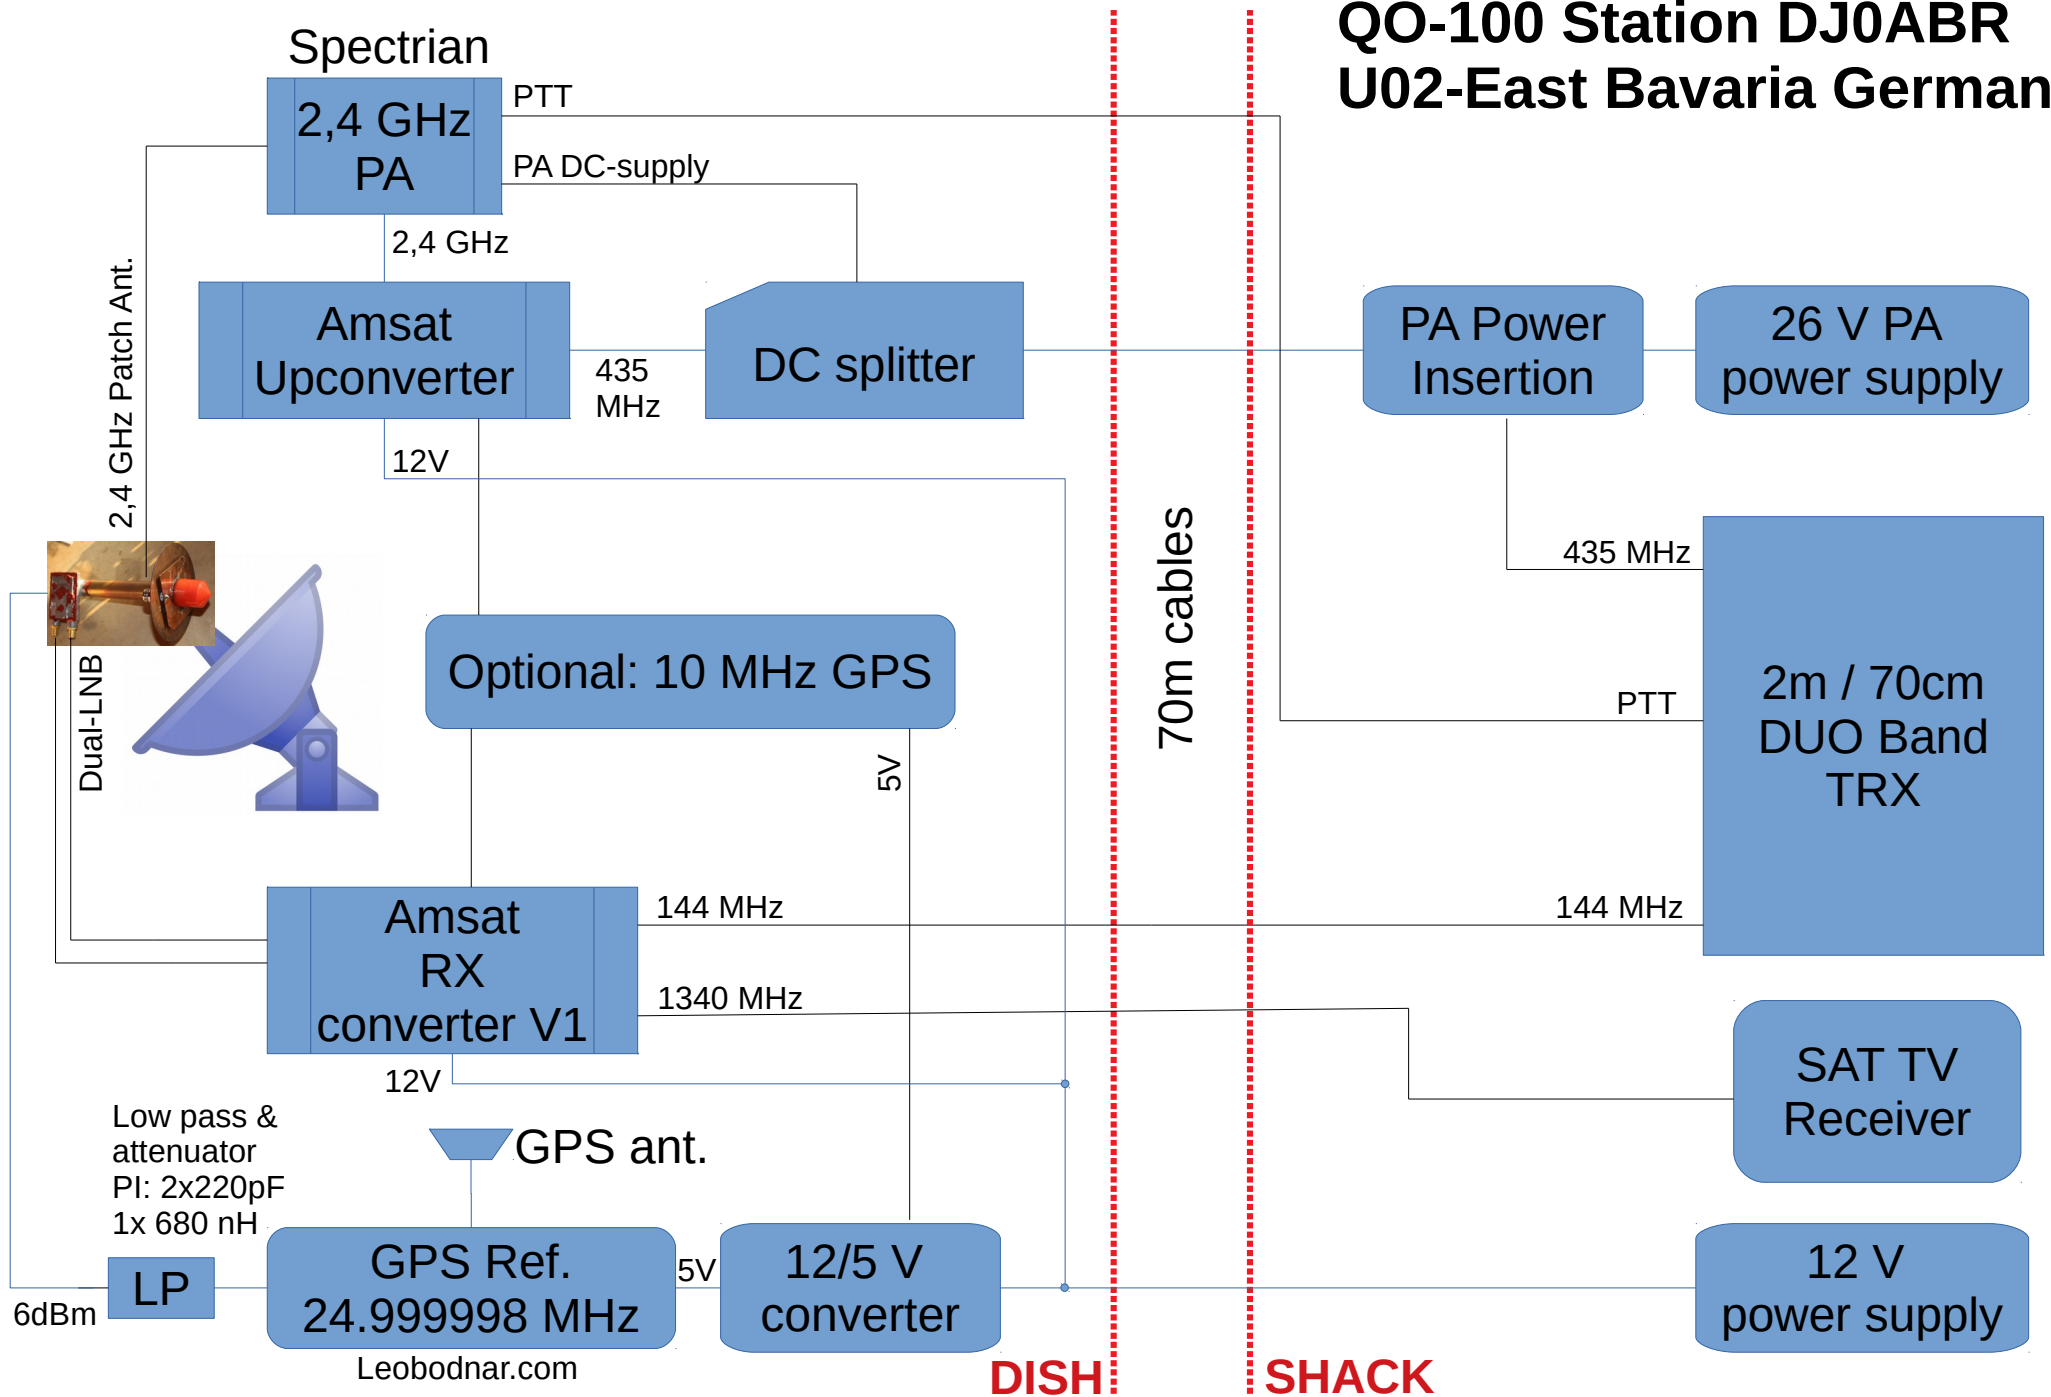 QO-100 Station DJ0ABR
U02-East Bavaria German
Spectrian
2,4 GHz
PA
PTT
PA DC-supply
2,4 GHz
2,4 GHz Patch Ant.
Amsat
Upconverter
435
MHz
DC splitter
PA Power
Insertion
26 V PA
power supply
12V
435 MHz
70m cables
Optional: 10 MHz GPS
Dual-LNB
5V
PTT
2m / 70cm
DUO Band
TRX
Amsat
RX
converter V1
144 MHz
144 MHz
1340 MHz
12V
SAT TV
Receiver
Low pass &
attenuator
PI: 2x220pF
1x 680 nH
GPS ant.
LP
6dBm
GPS Ref.
24.999998 MHz
Leobodnar.com
5V
12/5 V
converter
12 V
power supply
DISH
SHACK